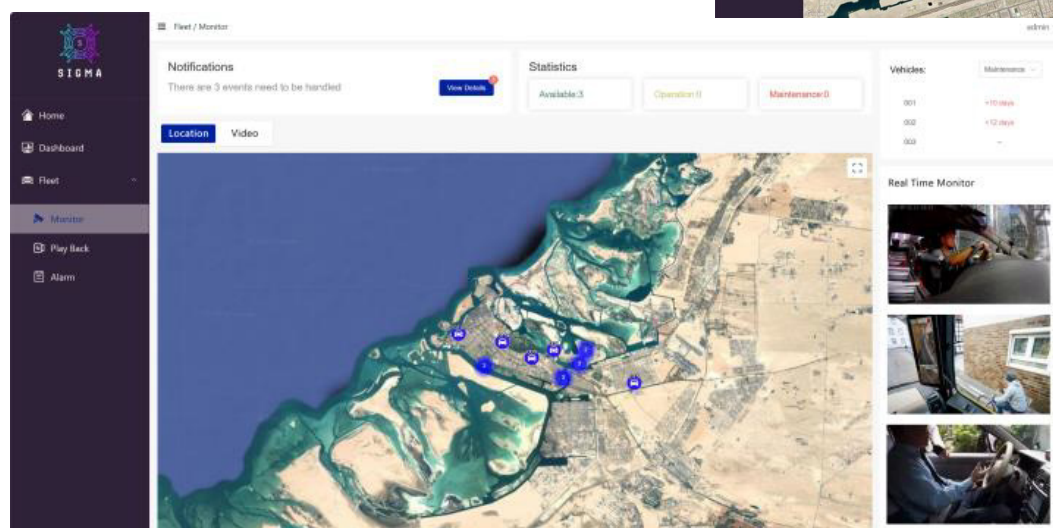 SIGMA
Home
Dashboard
Fleet
Monitor
Play Back
Alarm
Fleet / Monitor
admin
Notifications
There are 3 events need to be handled
View Details
Statistics
Available:3
Operation:0
Maintenance:0
Location
Video
Vehicles:
Maintenance
001
<10 days
002
<12 days
003
--
Real Time Monitor